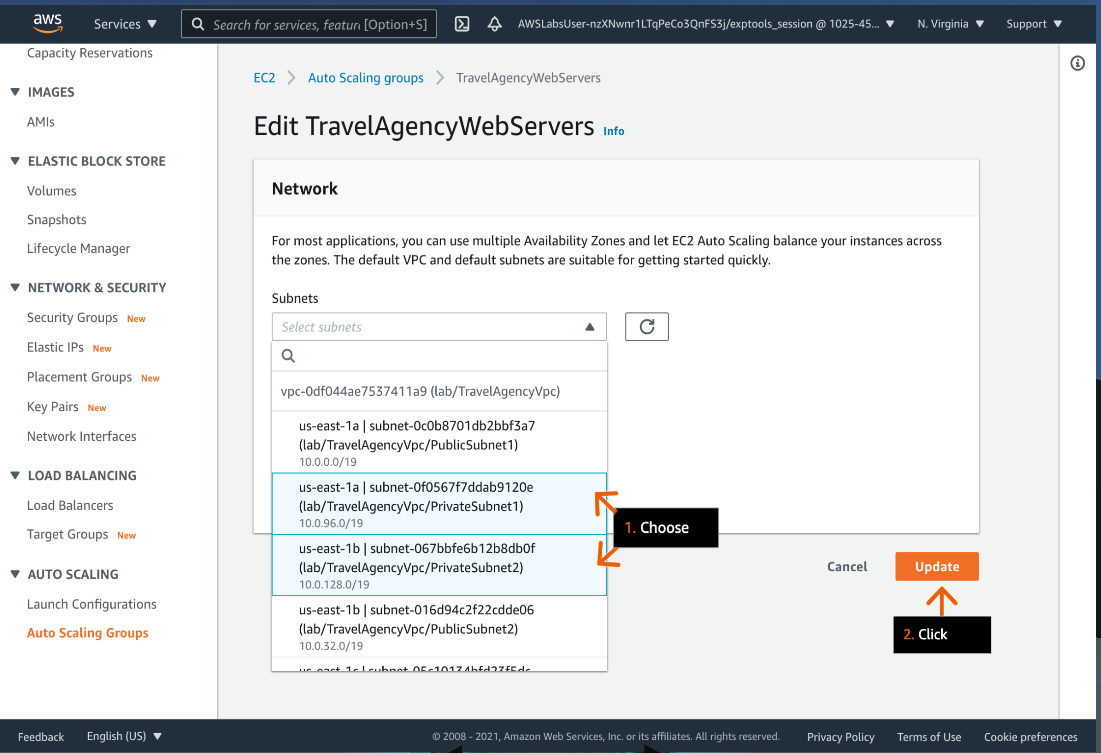 aws
Services
Search for services, featur [Option+S]
AWSLabsUser-nzXNwnr1LTqPeCo3QnFS3j/exptools_session @ 1025-45...
N. Virginia
Support
Capacity Reservations
IMAGES
AMIs
ELASTIC BLOCK STORE
Volumes
Snapshots
Lifecycle Manager
NETWORK & SECURITY
Security Groups New
Elastic IPs New
Placement Groups New
Key Pairs New
Network Interfaces
LOAD BALANCING
Load Balancers
Target Groups New
AUTO SCALING
Launch Configurations
Auto Scaling Groups
EC2 > Auto Scaling groups > TravelAgencyWebServers
Edit TravelAgencyWebServers Info
Network
For most applications, you can use multiple Availability Zones and let EC2 Auto Scaling balance your instances across
the zones. The default VPC and default subnets are suitable for getting started quickly.
Subnets
Select subnets
vpc-0df044ae7537411a9 (lab/TravelAgencyVpc)
us-east-1a | subnet-0c0b8701db2bbf3a7
(lab/TravelAgencyVpc/PublicSubnet1)
10.0.0.0/19
us-east-1a | subnet-0f0567f7ddab9120e
(lab/TravelAgencyVpc/PrivateSubnet1)
10.0.96.0/19
us-east-1b | subnet-067bbfe6b12b8db0f
(lab/TravelAgencyVpc/PrivateSubnet2)
10.0.128.0/19
us-east-1b | subnet-016d94c2f22cdde06
(lab/TravelAgencyVpc/PublicSubnet2)
10.0.32.0/19
us-east-1c | subnet-05c10134bfd23f5dc
1. Choose
Cancel
Update
2. Click
Feedback
English (US)
© 2008 - 2021, Amazon Web Services, Inc. or its affiliates. All rights reserved.
Privacy Policy
Terms of Use
Cookie preferences